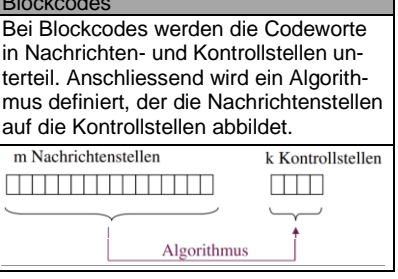 Blockcodes
Bei Blockcodes werden die Codeworte
in Nachrichten- und Kontrollstellen un-
terteil. Anschliessend wird ein Algorith-
mus definiert, der die Nachrichtenstellen
auf die Kontrollstellen abbildet.
m Nachrichtenstellen k Kontrollstellen
Algorithmus